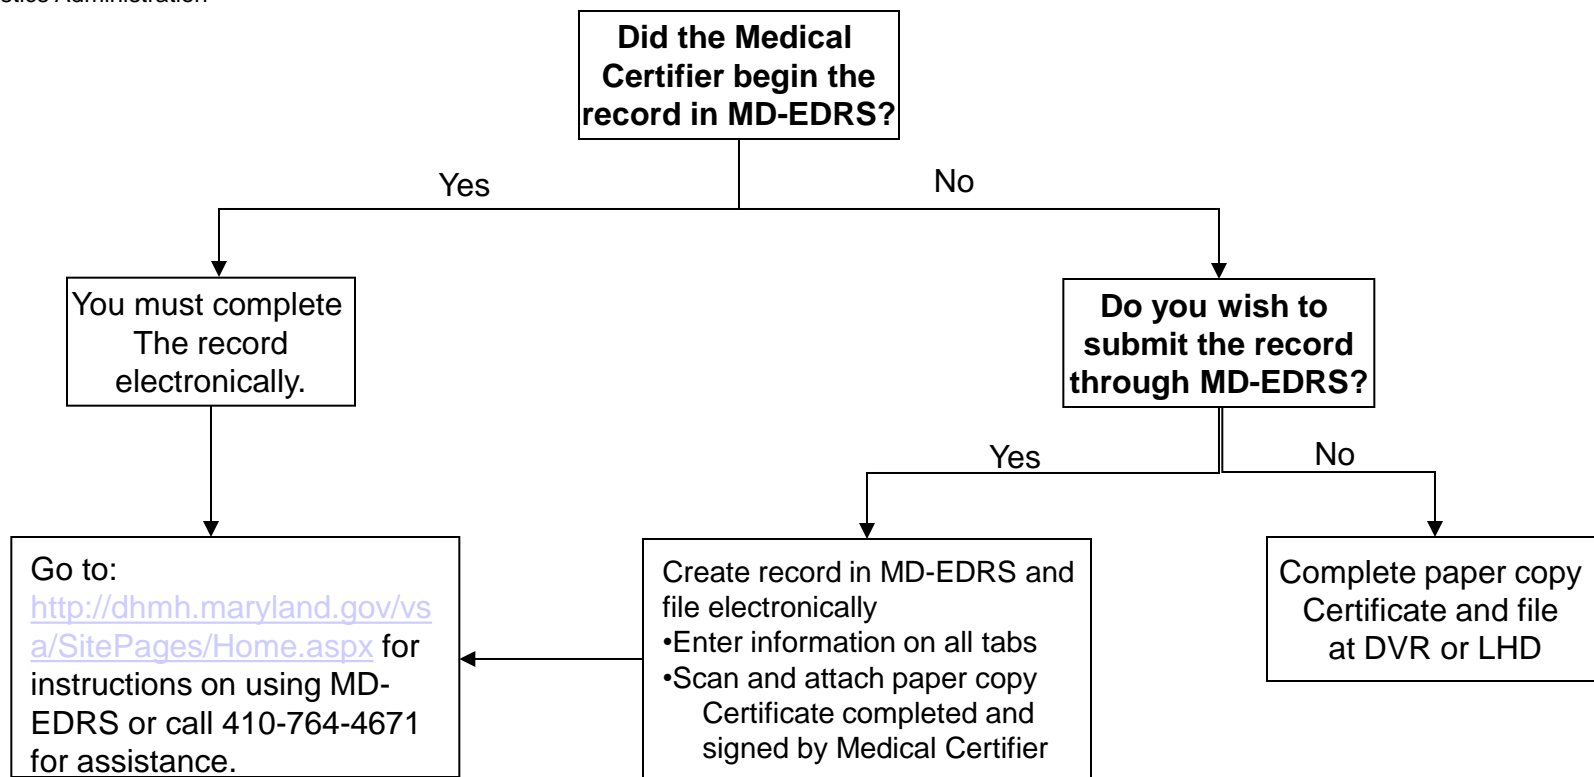 Did the Medical
Certifier begin the
record in MD-EDRS?
Yes
No
You must complete
The record
electronically.
Do you wish to
submit the record
through MD-EDRS?
Yes
No
Go to:
http://dhmh.maryland.gov/vs
a/SitePages/Home.aspx for
instructions on using MD-
EDRS or call 410-764-4671
for assistance.
Create record in MD-EDRS and
file electronically
•Enter information on all tabs
•Scan and attach paper copy
Certificate completed and
signed by Medical Certifier
Complete paper copy
Certificate and file
at DVR or LHD